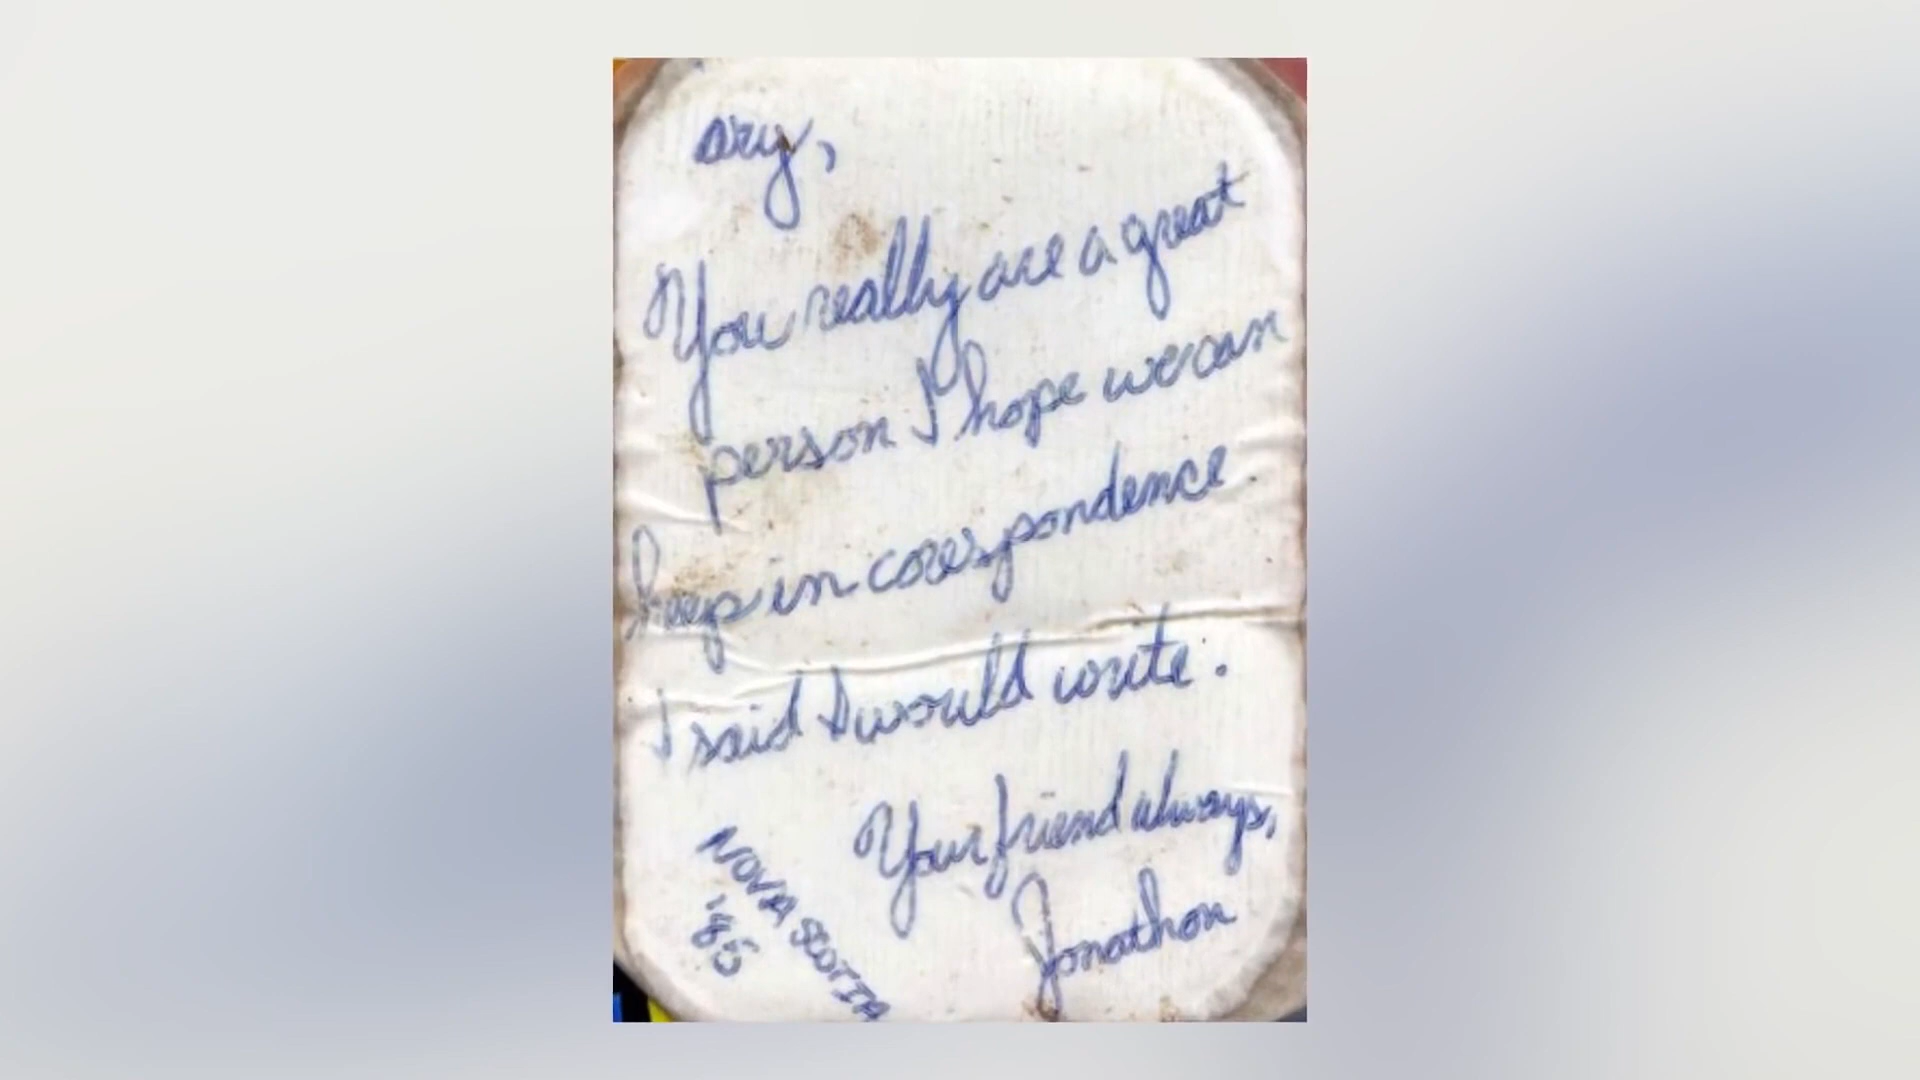 ary,
You really are a great
person I hope we can
keep in correspondence.
I said I would write.
Your friend always,
Jonathon
NOVA SCOTIA
'85